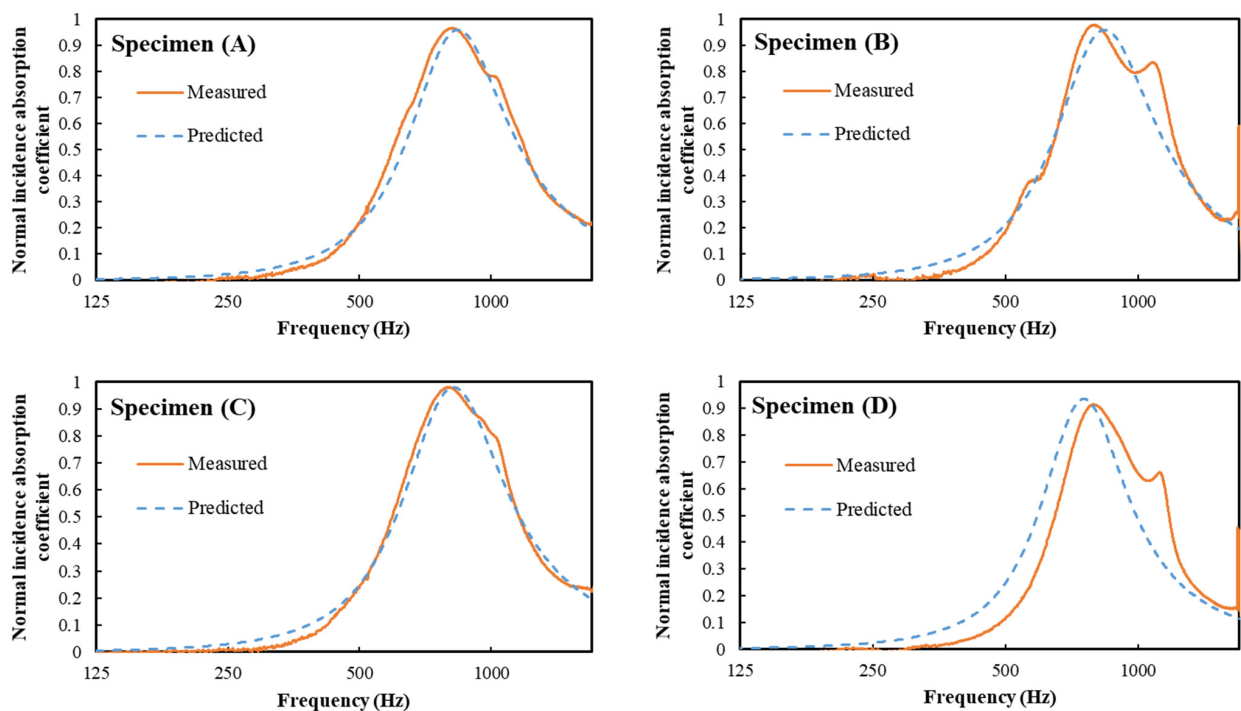 Specimen (A)
Measured
Predicted
Normal incidence absorption
coefficient
1
0.9
0.8
0.7
0.6
0.5
0.4
0.3
0.2
0.1
0
125 250 500 1000
Frequency (Hz)
Specimen (B)
Measured
Predicted
Normal incidence absorption
coefficient
1
0.9
0.8
0.7
0.6
0.5
0.4
0.3
0.2
0.1
0
125 250 500 1000
Frequency (Hz)
Specimen (C)
Measured
Predicted
Normal incidence absorption
coefficient
1
0.9
0.8
0.7
0.6
0.5
0.4
0.3
0.2
0.1
0
125 250 500 1000
Frequency (Hz)
Specimen (D)
Measured
Predicted
Normal incidence absorption
coefficient
1
0.9
0.8
0.7
0.6
0.5
0.4
0.3
0.2
0.1
0
125 250 500 1000
Frequency (Hz)